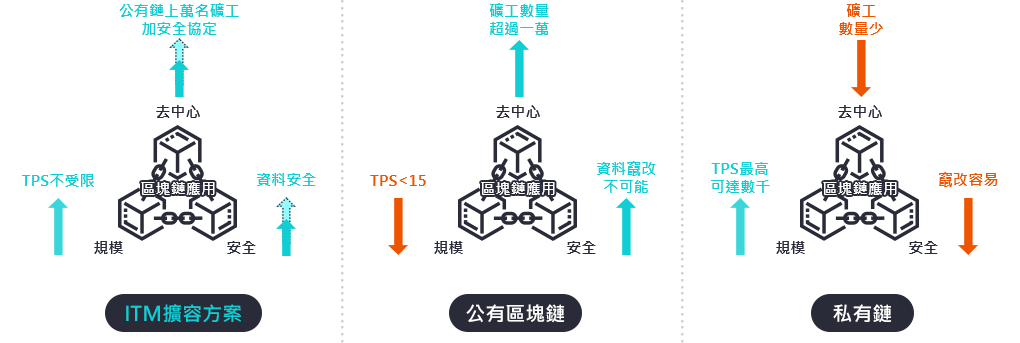 公有鏈上萬名礦工
加安全協定
去中心
TPS不受限
資料安全
區塊鏈應用
規模
安全
ITM擴容方案
礦工數量
超過一萬
去中心
TPS<15
資料竄改
不可能
區塊鏈應用
規模
安全
公有區塊鏈
礦工
數量少
去中心
TPS最高
可達數千
竄改容易
區塊鏈應用
規模
安全
私有鏈